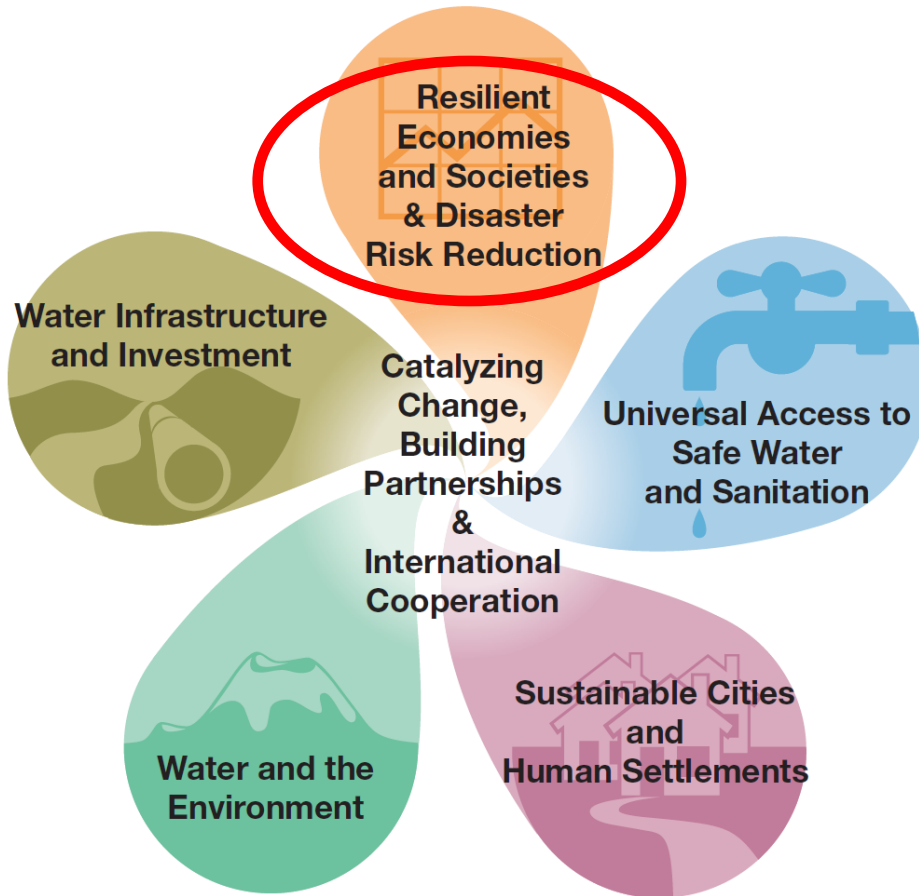 Resilient
Economies
and Societies
& Disaster
Risk Reduction
Water Infrastructure
and Investment
Catalyzing
Change,
Building
Partnerships
&
International
Cooperation
Universal Access to
Safe Water
and Sanitation
Sustainable Cities
and
Human Settlements
Water and the
Environment